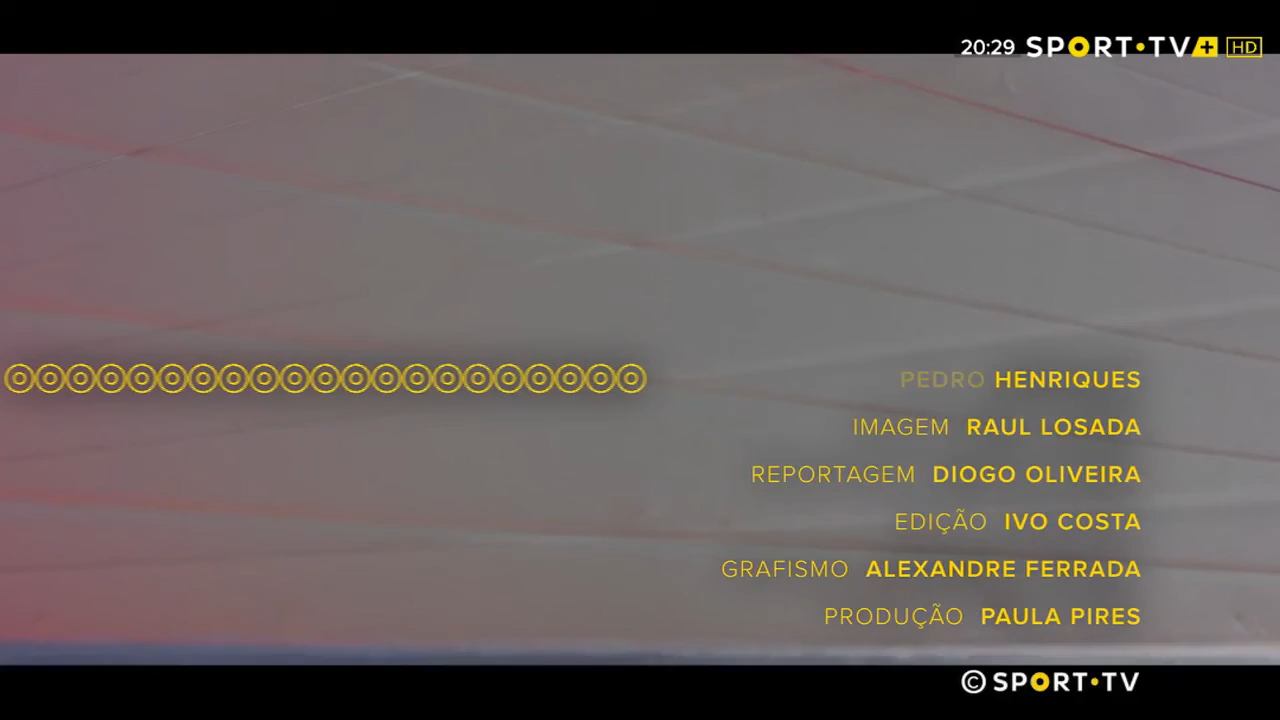 20:29 SPORT•TV+ HD
PEDRO HENRIQUES
IMAGEM RAUL LOSADA
REPORTAGEM DIOGO OLIVEIRA
EDIÇÃO IVO COSTA
GRAFISMO ALEXANDRE FERRADA
PRODUÇÃO PAULA PIRES
© SPORT•TV